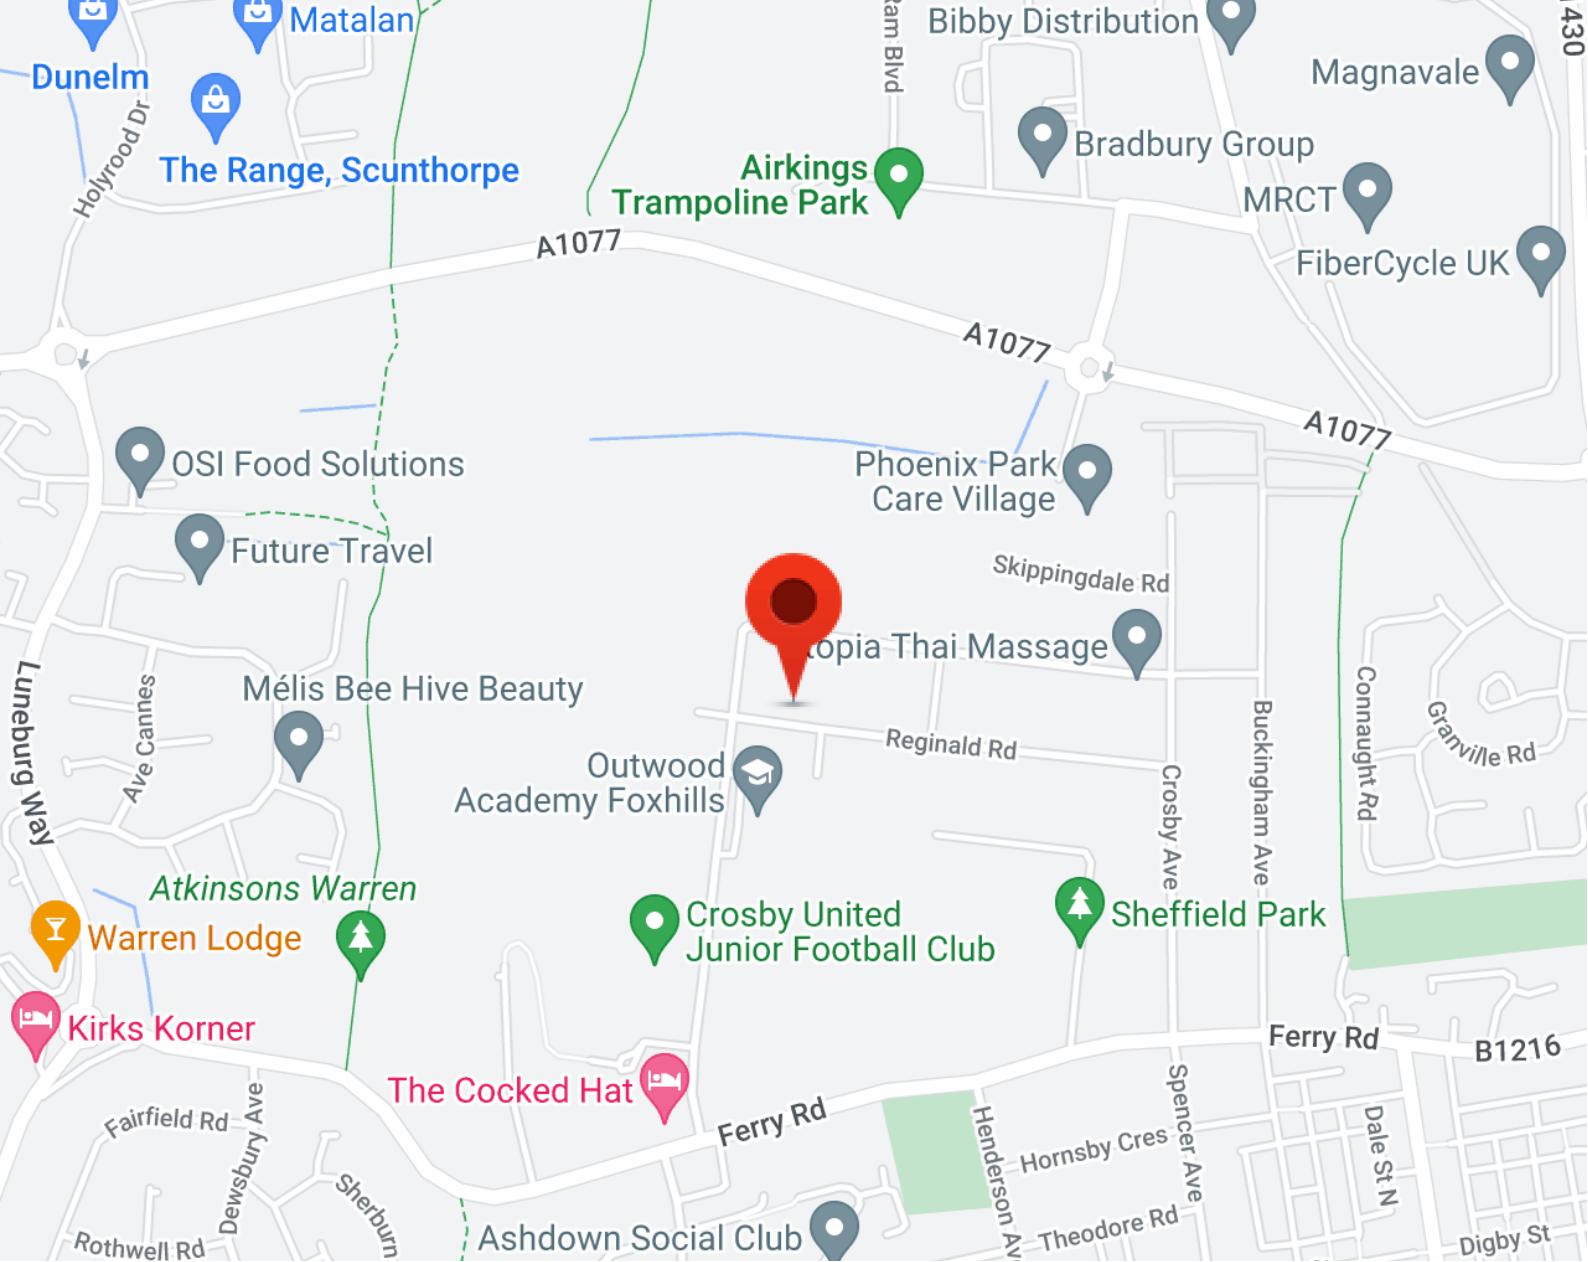 Matalan
Bibby Distribution
Ram Blvd
1430
Dunelm
Magnavale
Holyrood Dr
Bradbury Group
The Range, Scunthorpe
Airkings
Trampoline Park
MRCT
A1077
FiberCycle UK
A1077
A1077
OSI Food Solutions
Phoenix Park
Care Village
Future Travel
Skippingdale Rd
topia Thai Massage
Luneburg Way
Mélis Bee Hive Beauty
Ave Cannes
Connaught Rd
Granville Rd
Buckingham Ave
Reginald Rd
Outwood
Academy Foxhills
Crosby Ave
Atkinsons Warren
Warren Lodge
Crosby United
Junior Football Club
Sheffield Park
Kirks Korner
Ferry Rd
B1216
The Cocked Hat
Ferry Rd
Fairfield Rd
Dewsbury Ave
Spencer Ave
Henderson Av
Hornsby Cres
Dale St N
Sherburn
Rothwell Rd
Ashdown Social Club
Theodore Rd
Digby St